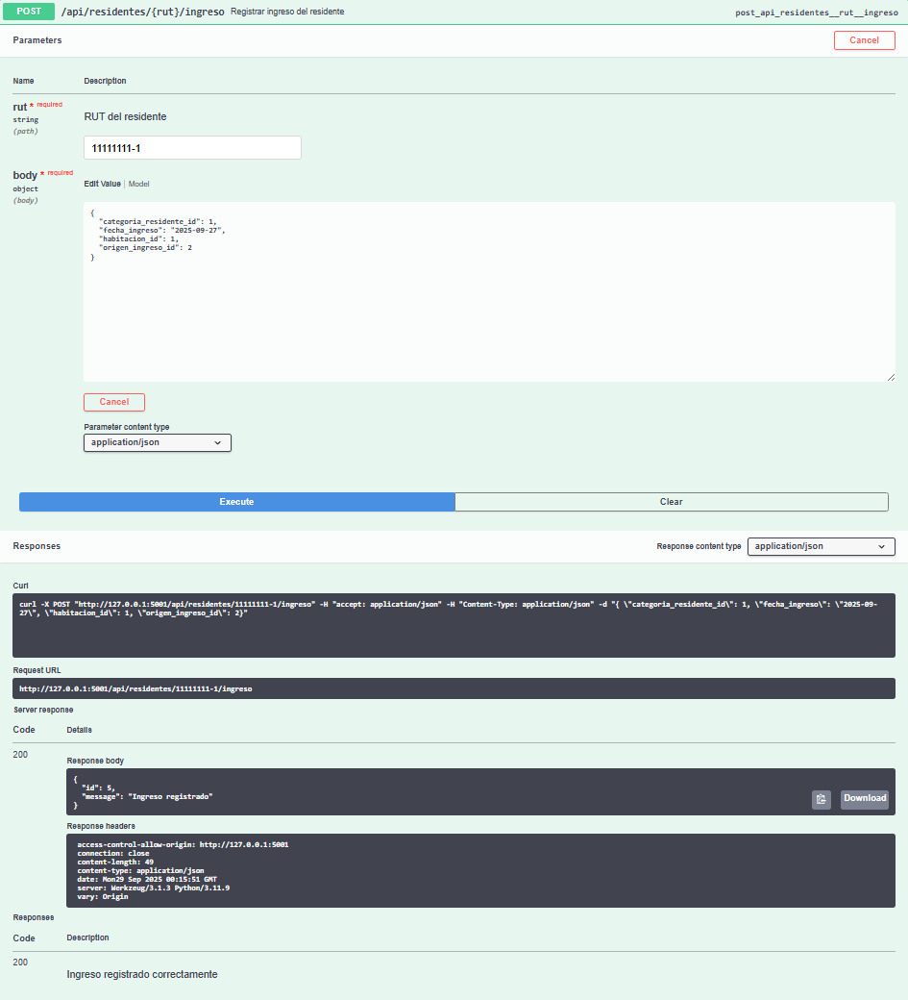 POST /api/residentes/{rut}/ingreso Registrar ingreso del residente post_api_residentes__rut__ingreso
Parameters Cancel
Name Description
rut * required
string
(path)
RUT del residente
11111111-1
body * required
object
(body)
Edit Value | Model
{
  "categoria_residente_id": 1,
  "fecha_ingreso": "2025-09-27",
  "habitacion_id": 1,
  "origen_ingreso_id": 2
}
Cancel
Parameter content type
application/json
Execute Clear
Responses Response content type application/json
Curl
curl -X POST "http://127.0.0.1:5001/api/residentes/11111111-1/ingreso" -H "accept: application/json" -H "Content-Type: application/json" -d "{ \"categoria_residente_id\": 1, \"fecha_ingreso\": \"2025-09-
27\", \"habitacion_id\": 1, \"origen_ingreso_id\": 2}"
Request URL
http://127.0.0.1:5001/api/residentes/11111111-1/ingreso
Server response
Code Details
200
Response body
{
  "id": 5,
  "message": "Ingreso registrado"
}
Download
Response headers
access-control-allow-origin: http://127.0.0.1:5001
connection: close
content-length: 49
content-type: application/json
date: Mon29 Sep 2025 00:15:51 GMT
server: Werkzeug/3.1.3 Python/3.11.9
vary: Origin
Responses
Code Description
200
Ingreso registrado correctamente